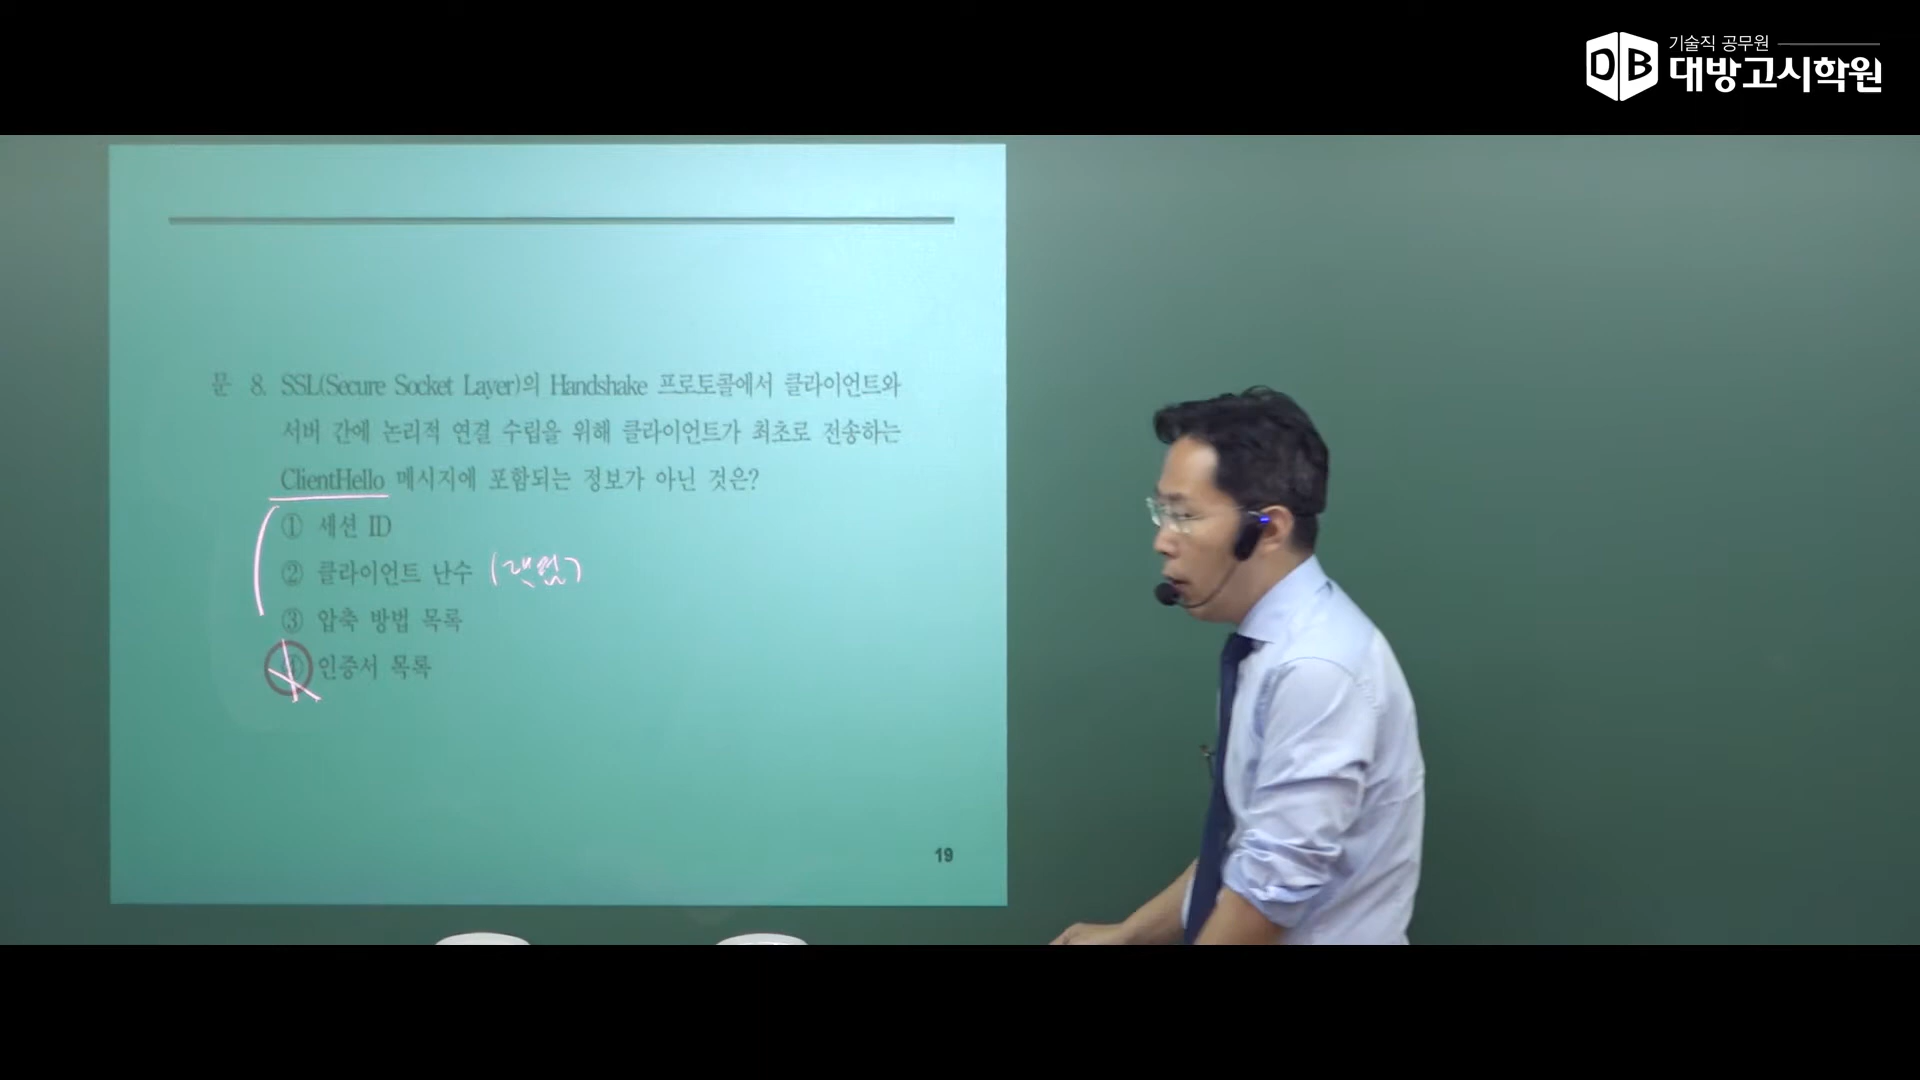 기술직 공무원
DB 대방고시학원
문 8. SSL(Secure Socket Layer)의 Handshake 프로토콜에서 클라이언트와
서버 간에 논리적 연결 수립을 위해 클라이언트가 최초로 전송하는
ClientHello 메시지에 포함되는 정보가 아닌 것은?
① 세션 ID
② 클라이언트 난수 (랜덤)
③ 압축 방법 목록
④ 인증서 목록
19